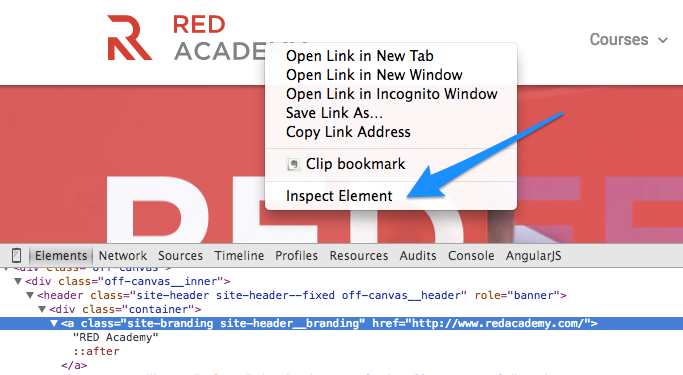 RED
ACADEMY
Courses
Open Link in New Tab
Open Link in New Window
Open Link in Incognito Window
Save Link As...
Copy Link Address
Clip bookmark
Inspect Element
RED
Elements Network Sources Timeline Profiles Resources Audits Console AngularJS
<div class="off-canvas">
<div class="off-canvas__inner">
<header class="site-header site-header--fixed off-canvas__header" role="banner">
<div class="container">
<a class="site-branding site-header__branding" href="http://www.redacademy.com/">
"RED Academy"
::after
</a>